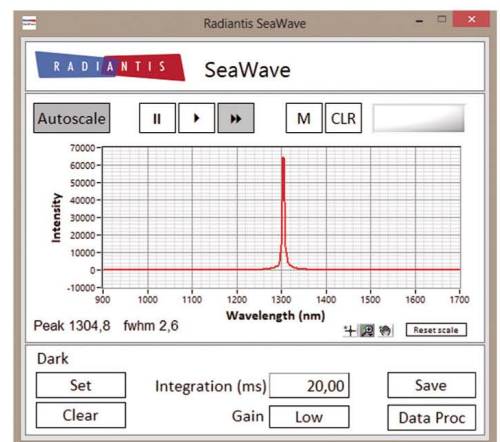 Radiantis SeaWave
RADIANTIS SeaWave
Autoscale M CLR
70000
60000
50000
40000
30000
20000
10000
0
-10000
Intensity
900 1000 1100 1200 1300 1400 1500 1600 1700
Wavelength (nm)
Peak 1304,8 fwhm 2,6
Reset scale
Dark
Set Integration (ms) 20,00 Save
Clear Gain Low Data Proc